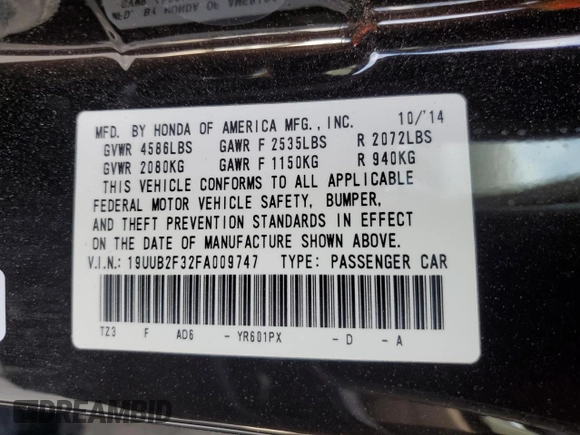 MFD. BY HONDA OF AMERICA MFG., INC. 10/'14
GVWR 4586LBS GAWR F 2535LBS R 2072LBS
GVWR 2080KG GAWR F 1150KG R 940KG
THIS VEHICLE CONFORMS TO ALL APPLICABLE
FEDERAL MOTOR VEHICLE SAFETY, BUMPER,
AND THEFT PREVENTION STANDARDS IN EFFECT
ON THE DATE OF MANUFACTURE SHOWN ABOVE.
V.I.N.: 19UUB2F32FA009747 TYPE: PASSENGER CAR
TZ3 F AD6 - YR601PX - D - A
DREAMBID